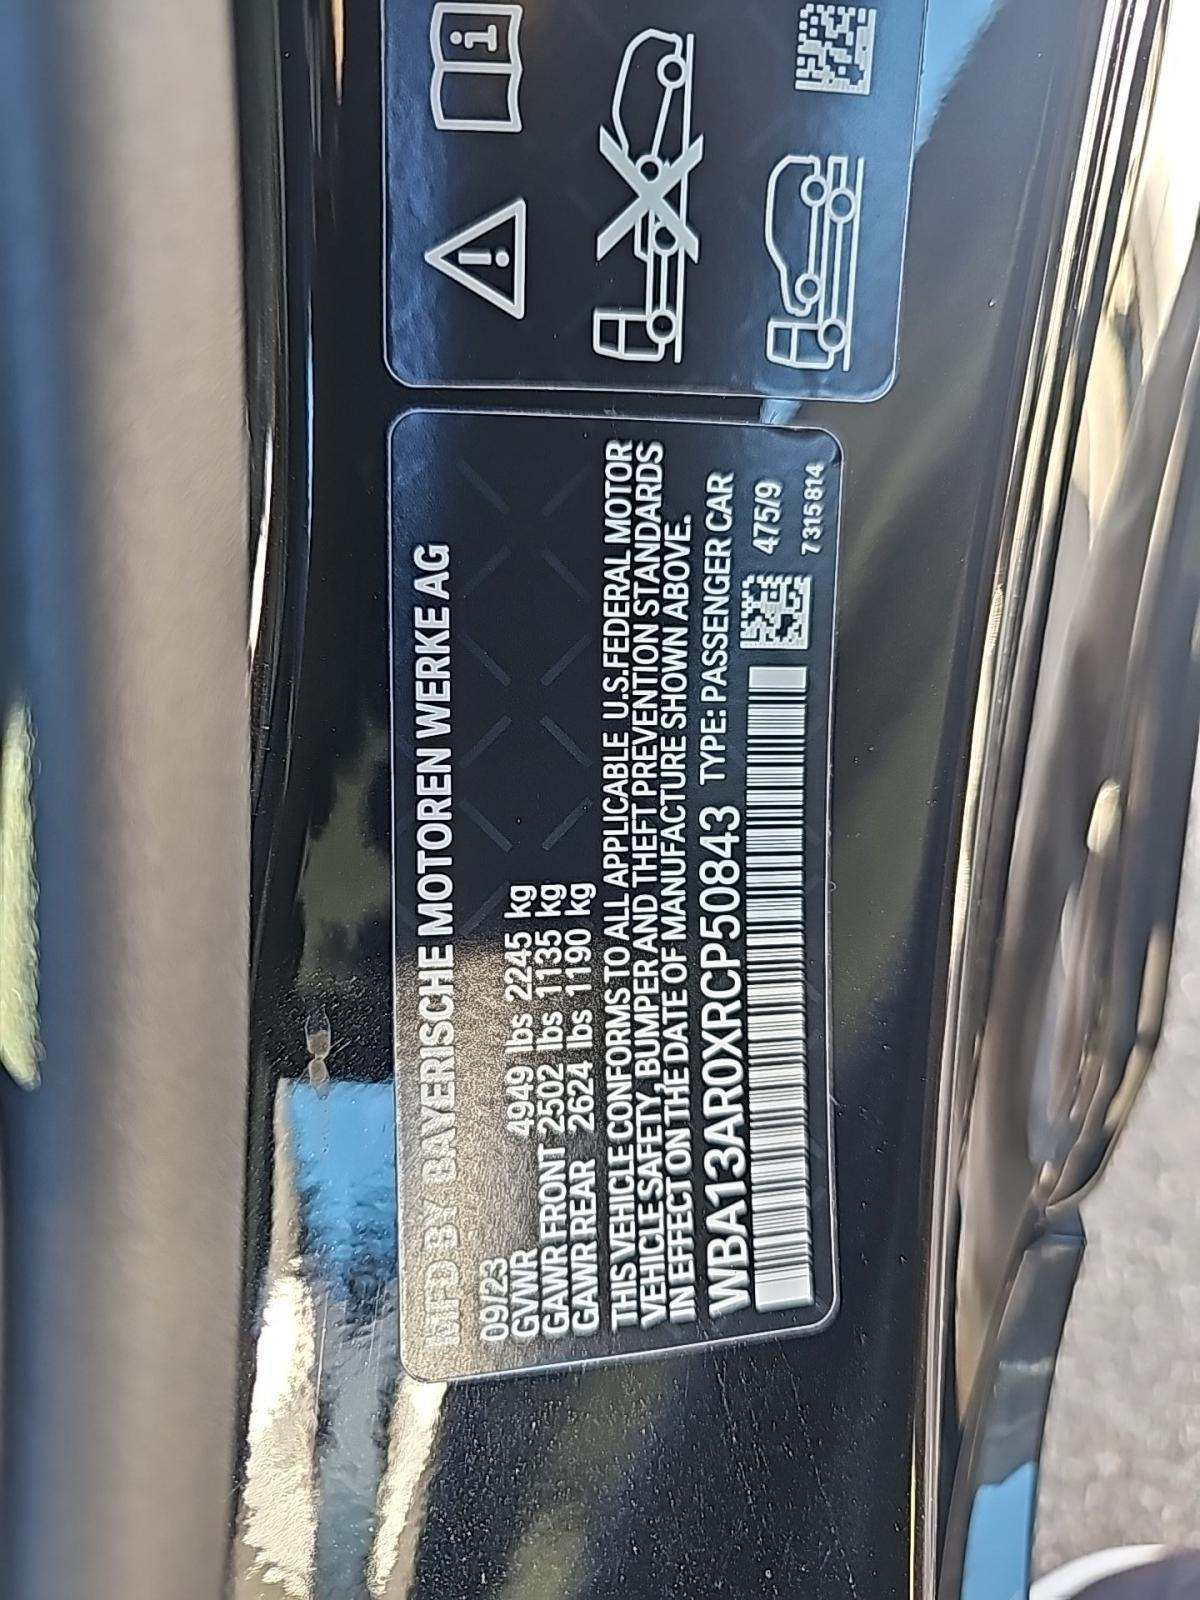 MFD BY BAYERISCHE MOTOREN WERKE AG
09/23
GVWR 4949 lbs 2245 kg
GAWR FRONT 2502 lbs 1135 kg
GAWR REAR 2624 lbs 1190 kg
THIS VEHICLE CONFORMS TO ALL APPLICABLE U.S.FEDERAL MOTOR
VEHICLE SAFETY, BUMPER AND THEFT PREVENTION STANDARDS
IN EFFECT ON THE DATE OF MANUFACTURE SHOWN ABOVE.
WBA13AR0XRCP50843 TYPE: PASSENGER CAR
475/9
7315814